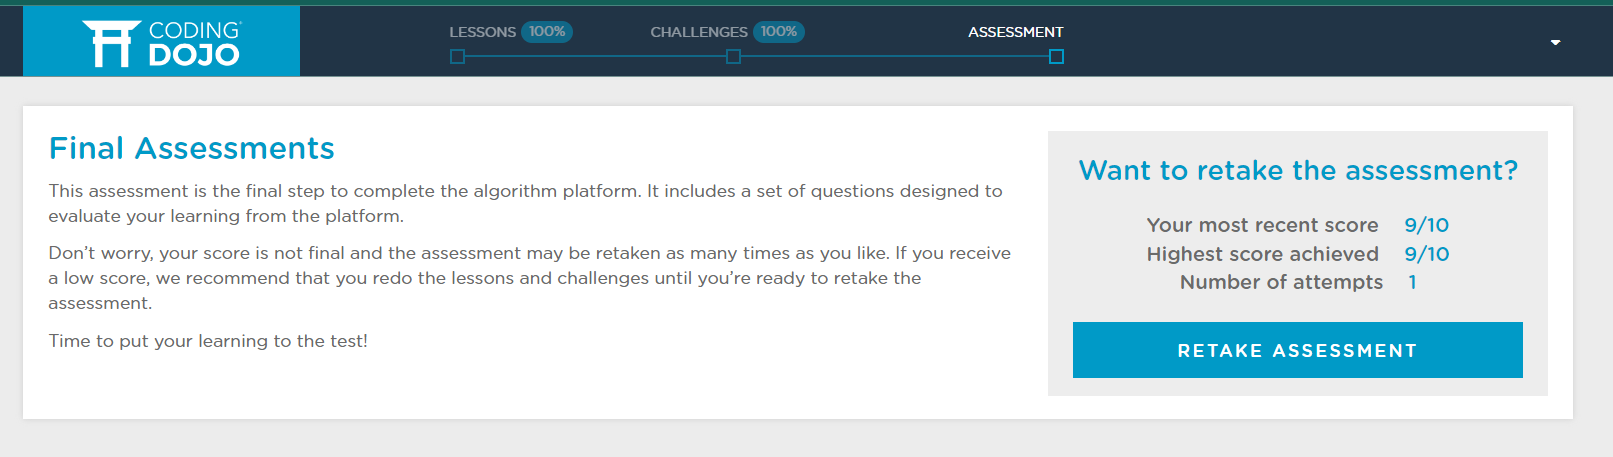 CODING
DOJO
LESSONS 100%
CHALLENGES 100%
ASSESSMENT
Final Assessments
This assessment is the final step to complete the algorithm platform. It includes a set of questions designed to
evaluate your learning from the platform.
Don’t worry, your score is not final and the assessment may be retaken as many times as you like. If you receive
a low score, we recommend that you redo the lessons and challenges until you’re ready to retake the
assessment.
Time to put your learning to the test!
Want to retake the assessment?
Your most recent score 9/10
Highest score achieved 9/10
Number of attempts 1
RETAKE ASSESSMENT